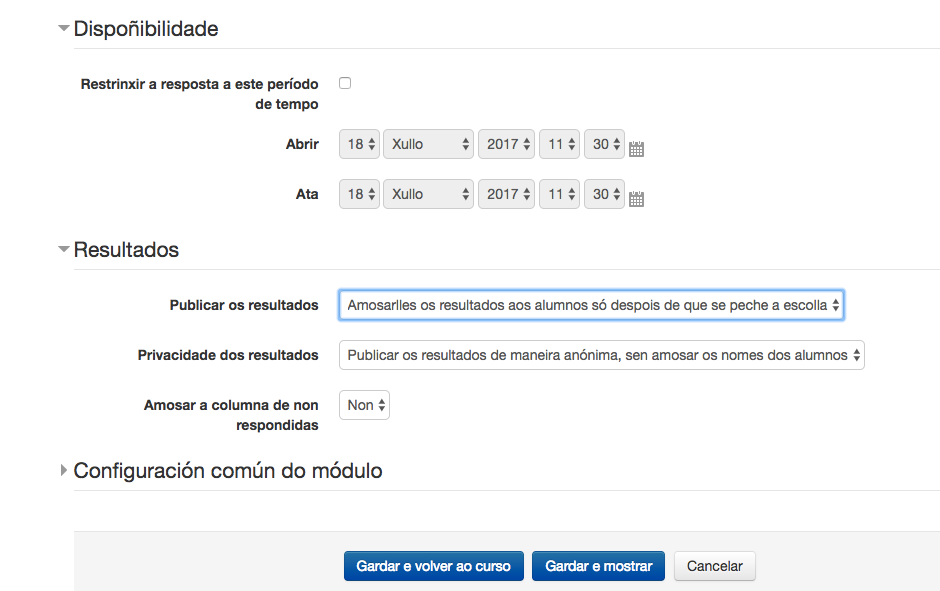 Dispoñibilidade
Restrinxir a resposta a este período
de tempo
Abrir 18 Xullo 2017 11 30
Ata 18 Xullo 2017 11 30
Resultados
Publicar os resultados Amosarlles os resultados aos alumnos só despois de que se peche a escolla
Privacidade dos resultados Publicar os resultados de maneira anónima, sen amosar os nomes dos alumnos
Amosar a columna de non
respondidas Non
Configuración común do módulo
Gardar e volver ao curso Gardar e mostrar Cancelar